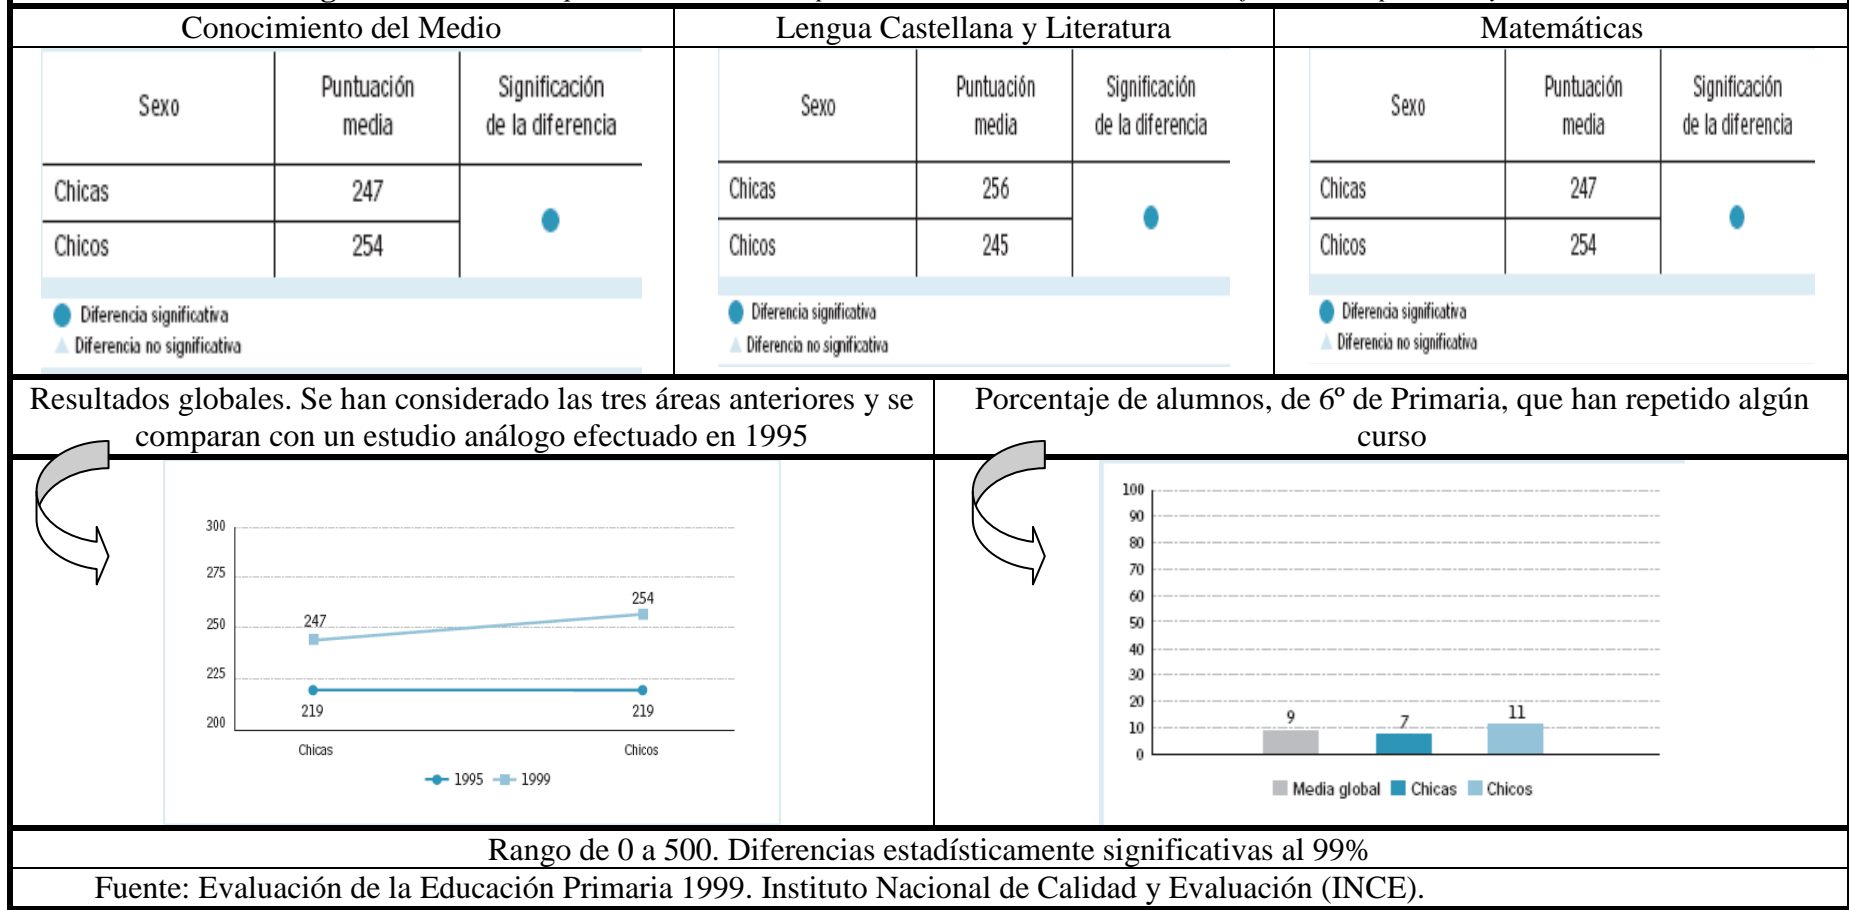 Conocimiento del Medio
Lengua Castellana y Literatura
Matemáticas
Sexo
Puntuación
media
Significación
de la diferencia
Chicas
247
Chicos
254
Diferencia significativa
Diferencia no significativa
Sexo
Puntuación
media
Significación
de la diferencia
Chicas
256
Chicos
245
Diferencia significativa
Diferencia no significativa
Sexo
Puntuación
media
Significación
de la diferencia
Chicas
247
Chicos
254
Diferencia significativa
Diferencia no significativa
Resultados globales. Se han considerado las tres áreas anteriores y se
comparan con un estudio análogo efectuado en 1995
Porcentaje de alumnos, de 6º de Primaria, que han repetido algún
curso
300
275
250
225
200
247
254
219
219
Chicas
Chicos
1995
1999
100
90
80
70
60
50
40
30
20
10
0
9
7
11
Media global
Chicas
Chicos
Rango de 0 a 500. Diferencias estadísticamente significativas al 99%
Fuente: Evaluación de la Educación Primaria 1999. Instituto Nacional de Calidad y Evaluación (INCE).